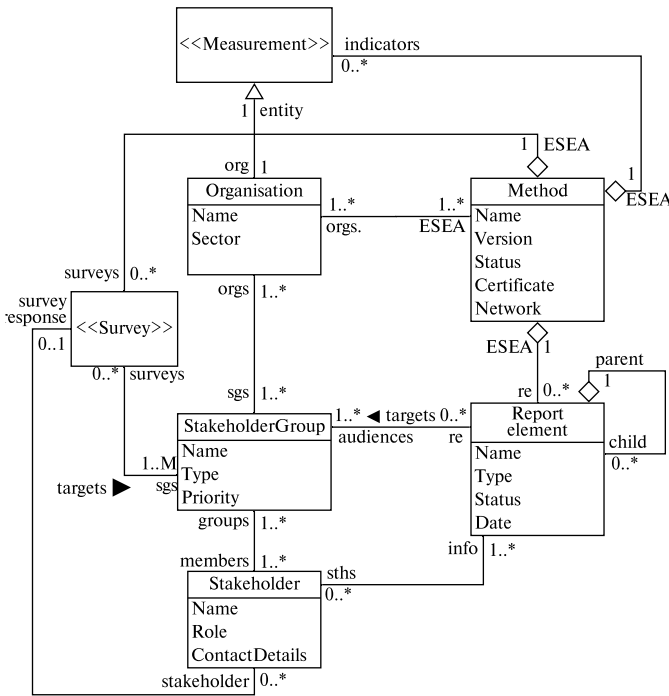 <<Measurement>>
indicators
0..*
1 entity
1 ESEA
org 1
1
ESEA
Organisation
Name
Sector
1..*
orgs.
1..*
ESEA
Method
Name
Version
Status
Certificate
Network
surveys 0..*
orgs 1..*
survey
response
0..1
<<Survey>>
0..* surveys
ESEA 1
parent
1
sgs 1..*
re 0..*
StakeholderGroup
Name
Type
Priority
1..* ◀ targets 0..*
audiences re
Report
element
Name
Type
Status
Date
child
0..*
1..M
targets ▶ sgs
groups 1..*
info 1..*
members 1..*
sths
0..*
Stakeholder
Name
Role
ContactDetails
stakeholder 0..*